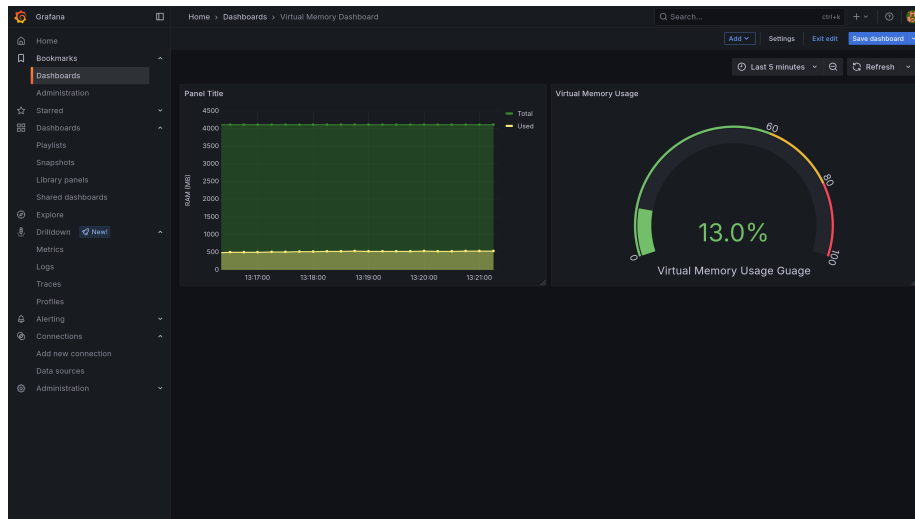 Grafana
Home › Dashboards › Virtual Memory Dashboard
Search...
ctrl+k
Add
Settings
Exit edit
Save dashboard
Last 5 minutes
Refresh
Home
Bookmarks
Dashboards
Administration
Starred
Dashboards
Playlists
Snapshots
Library panels
Shared dashboards
Explore
Drilldown New!
Metrics
Logs
Traces
Profiles
Alerting
Connections
Add new connection
Data sources
Administration
Panel Title
RAM (MB)
4500
4000
3500
3000
2500
2000
1500
1000
500
0
13:17:00 13:18:00 13:19:00 13:20:00 13:21:00
Total
Used
Virtual Memory Usage
0
60
80
100
13.0%
Virtual Memory Usage Guage